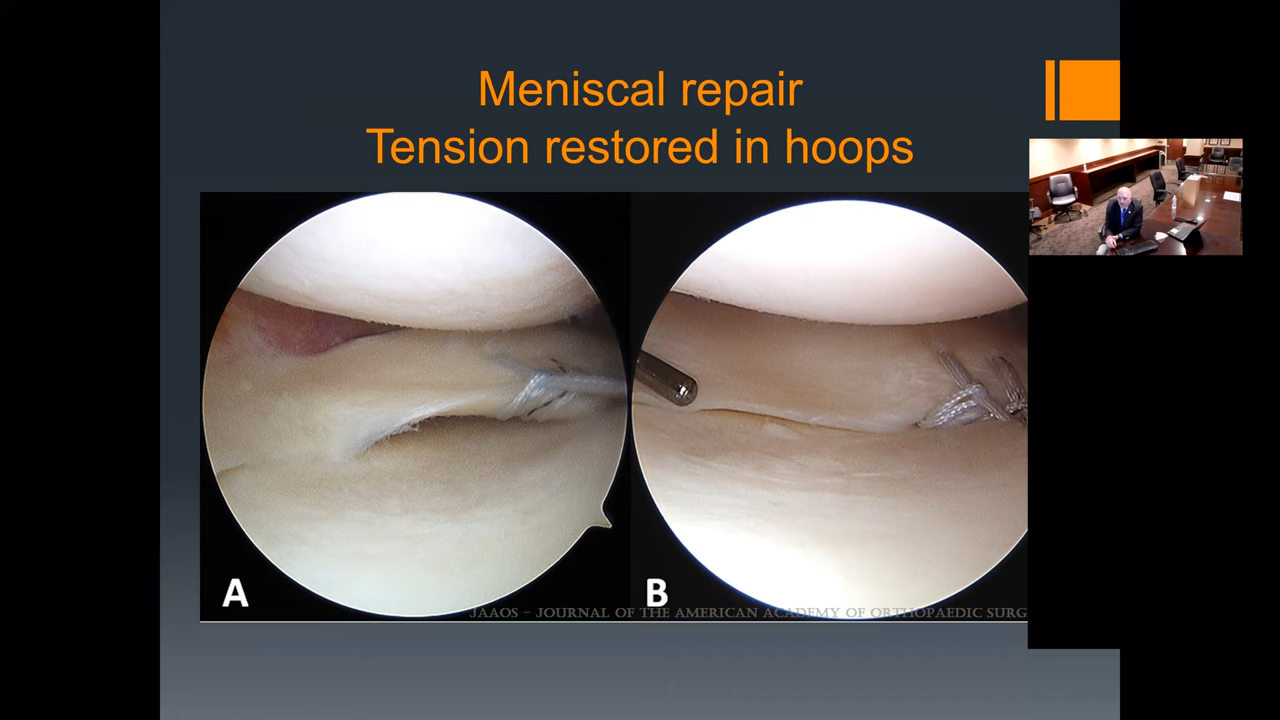 Meniscal repair
Tension restored in hoops
A
B
JAAOS – JOURNAL OF THE AMERICAN ACADEMY OF ORTHOPAEDIC SURG